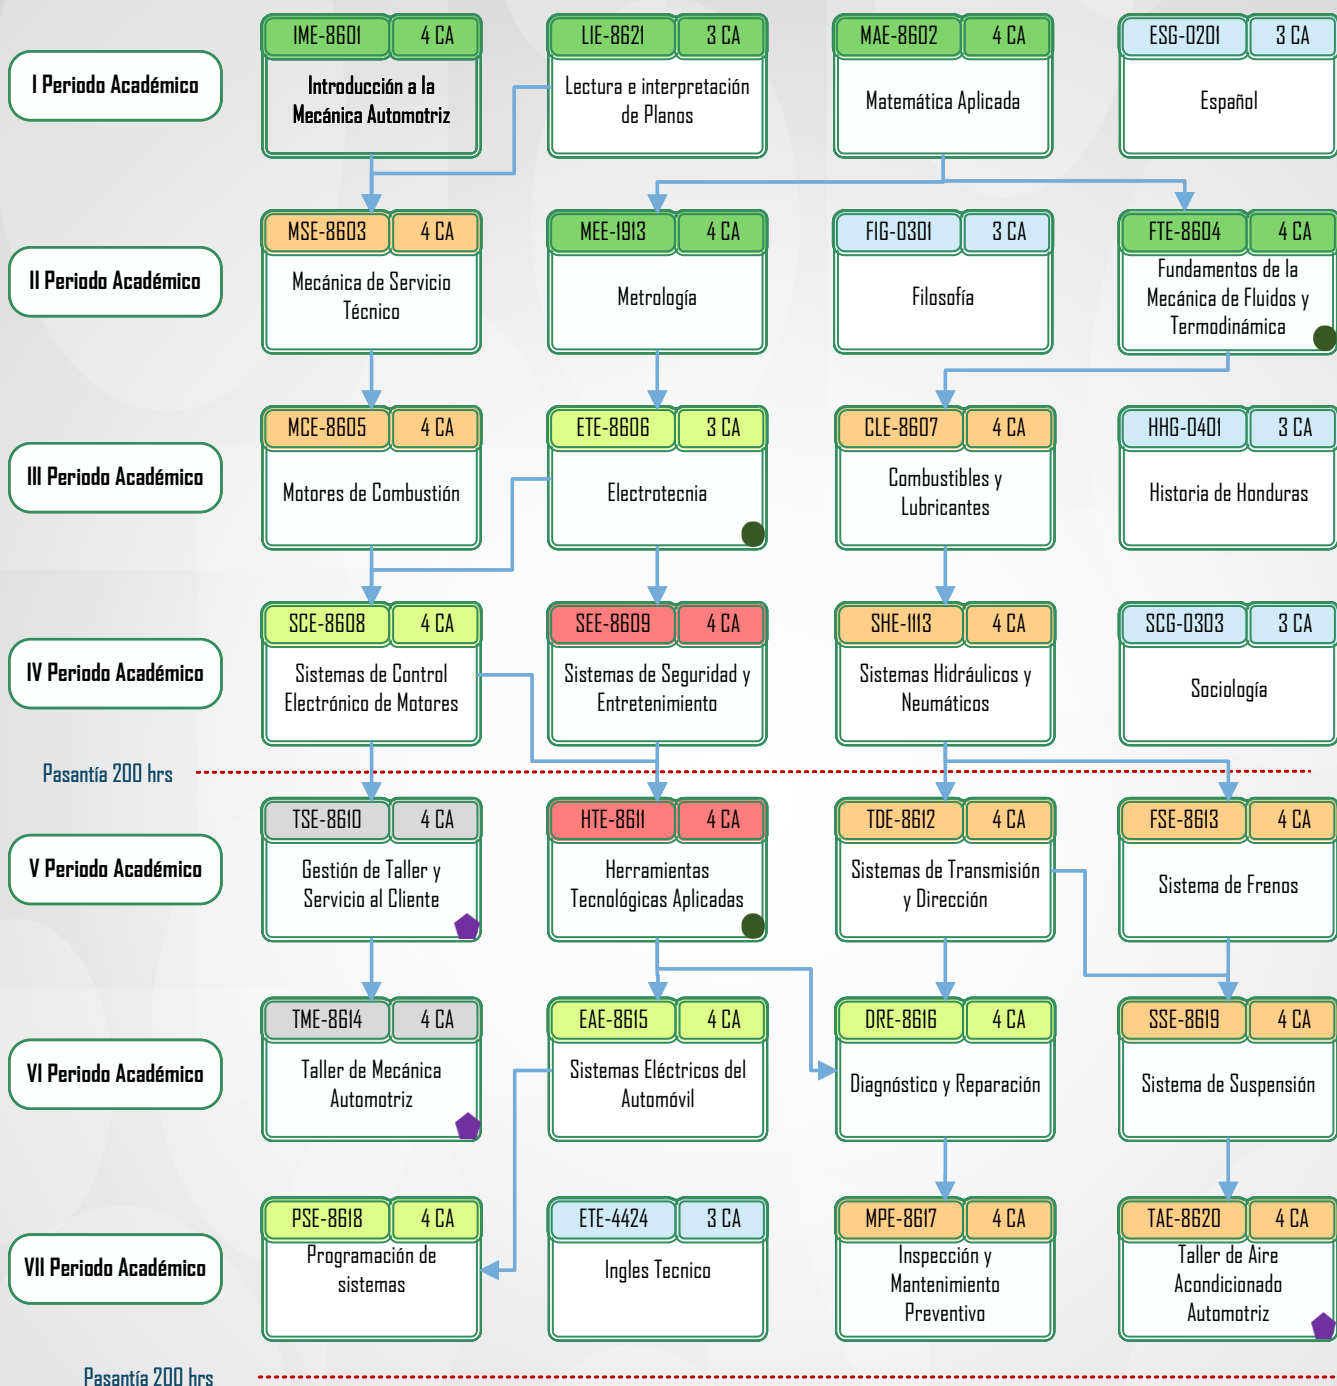 IME-8601 4 CA
LIE-8621 3 CA
MAE-8602 4 CA
ESG-0201 3 CA
I Periodo Académico
Introducción a la
Mecánica Automotriz
Lectura e interpretación
de Planos
Matemática Aplicada
Español
MSE-8603 4 CA
MEE-1913 4 CA
FIG-0301 3 CA
FTE-8604 4 CA
II Periodo Académico
Mecánica de Servicio
Técnico
Metrología
Filosofía
Fundamentos de la
Mecánica de Fluidos y
Termodinámica
MCE-8605 4 CA
ETE-8606 3 CA
CLE-8607 4 CA
HHG-0401 3 CA
III Periodo Académico
Motores de Combustión
Electrotecnia
Combustibles y
Lubricantes
Historia de Honduras
SCE-8608 4 CA
SEE-8609 4 CA
SHE-1113 4 CA
SCG-0303 3 CA
IV Periodo Académico
Sistemas de Control
Electrónico de Motores
Sistemas de Seguridad y
Entretenimiento
Sistemas Hidráulicos y
Neumáticos
Sociología
Pasantía 200 hrs
TSE-8610 4 CA
HTE-8611 4 CA
TDE-8612 4 CA
FSE-8613 4 CA
V Periodo Académico
Gestión de Taller y
Servicio al Cliente
Herramientas
Tecnológicas Aplicadas
Sistemas de Transmisión
y Dirección
Sistema de Frenos
TME-8614 4 CA
EAE-8615 4 CA
DRE-8616 4 CA
SSE-8619 4 CA
VI Periodo Académico
Taller de Mecánica
Automotriz
Sistemas Eléctricos del
Automóvil
Diagnóstico y Reparación
Sistema de Suspensión
PSE-8618 4 CA
ETE-4424 3 CA
MPE-8617 4 CA
TAE-8620 4 CA
VII Periodo Académico
Programación de
sistemas
Ingles Tecnico
Inspección y
Mantenimiento
Preventivo
Taller de Aire
Acondicionado
Automotriz
Pasantía 200 hrs